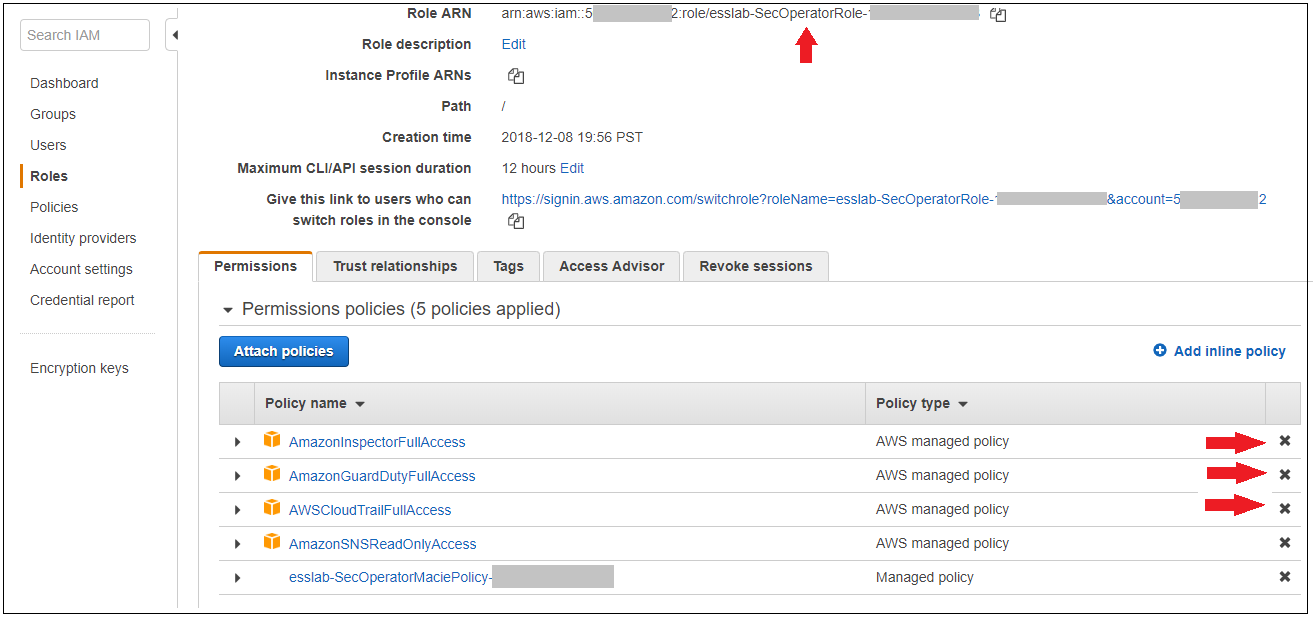 Search IAM
Dashboard
Groups
Users
Roles
Policies
Identity providers
Account settings
Credential report
Encryption keys
Role ARN arn:aws:iam::5 2:role/esslab-SecOperatorRole-1
Role description Edit
Instance Profile ARNs
Path /
Creation time 2018-12-08 19:56 PST
Maximum CLI/API session duration 12 hours Edit
Give this link to users who can https://signin.aws.amazon.com/switchrole?roleName=esslab-SecOperatorRole- &account=5 2
switch roles in the console
Permissions Trust relationships Tags Access Advisor Revoke sessions
Permissions policies (5 policies applied)
Attach policies Add inline policy
Policy name Policy type
AmazonInspectorFullAccess AWS managed policy
AmazonGuardDutyFullAccess AWS managed policy
AWSCloudTrailFullAccess AWS managed policy
AmazonSNSReadOnlyAccess AWS managed policy
esslab-SecOperatorMaciePolicy- Managed policy